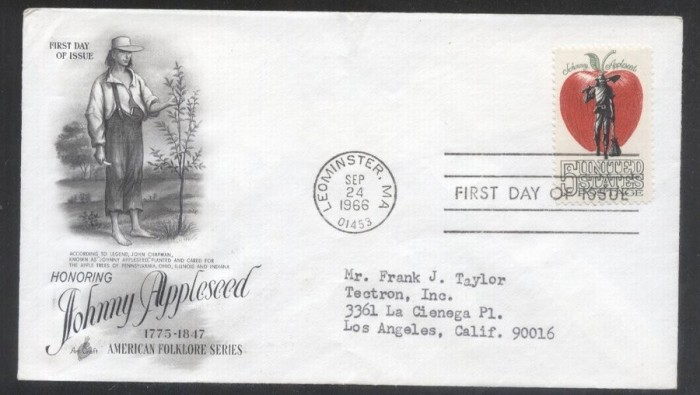 FIRST DAY
OF ISSUE
ACCORDING TO LEGEND, JOHN CHAPMAN,
KNOWN AS "JOHNNY APPLESEED" PLANTED AND CARED FOR
THE APPLE TREES OF PENNSYLVANIA, OHIO, ILLINOIS AND INDIANA
HONORING
Johnny Appleseed
1775-1847
AMERICAN FOLKLORE SERIES
LEOMINSTER, MA
SEP
24
1966
01453
Johnny Appleseed
5¢ UNITED
STATES
POSTAGE
FIRST DAY OF ISSUE
Mr. Frank J. Taylor
Tectron, Inc.
3361 La Cienega Pl.
Los Angeles, Calif. 90016